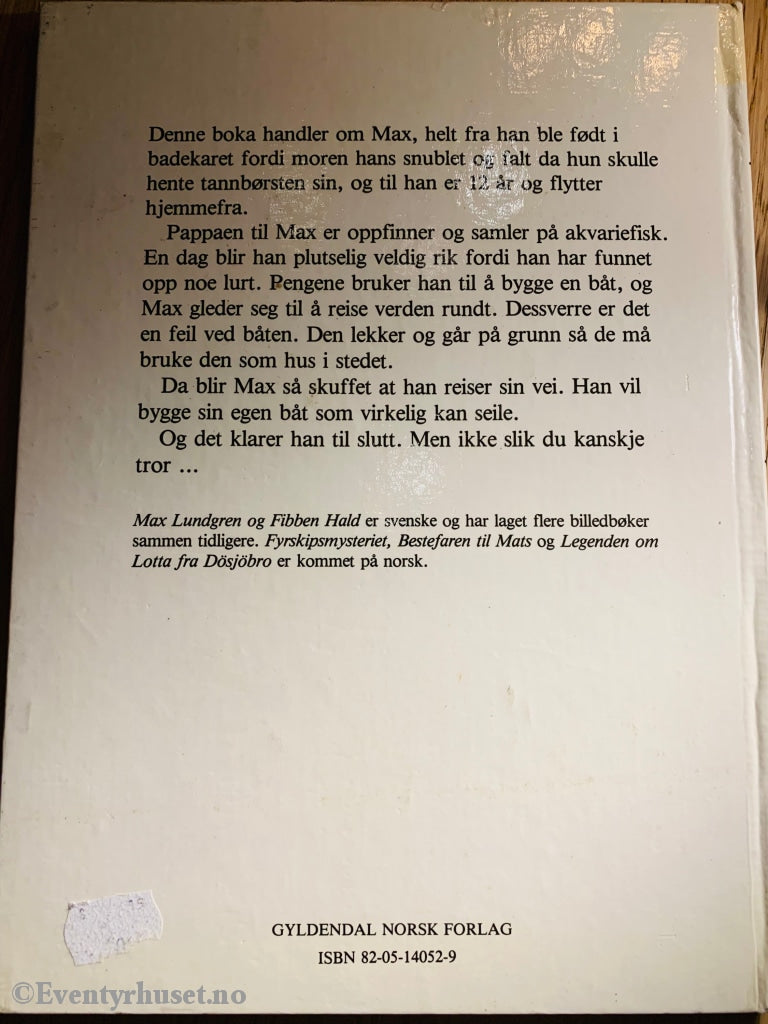 Denne boka handler om Max, helt fra han ble født i
badekaret fordi moren hans snublet og falt da hun skulle
hente tannbørsten sin, og til han er 12 år og flytter
hjemmefra.
Pappaen til Max er oppfinner og samler på akvariefisk.
En dag blir han plutselig veldig rik fordi han har funnet
opp noe lurt. Pengene bruker han til å bygge en båt, og
Max gleder seg til å reise verden rundt. Dessverre er det
en feil ved båten. Den lekker og går på grunn så de må
bruke den som hus i stedet.
Da blir Max så skuffet at han reiser sin vei. Han vil
bygge sin egen båt som virkelig kan seile.
Og det klarer han til slutt. Men ikke slik du kanskje
tror ...
Max Lundgren og Fibben Hald er svenske og har laget flere billedbøker
sammen tidligere. Fyrskipsmysteriet, Bestefaren til Mats og Legenden om
Lotta fra Dösjöbro er kommet på norsk.
GYLDENDAL NORSK FORLAG
ISBN 82-05-14052-9
©Eventyrhuset.no